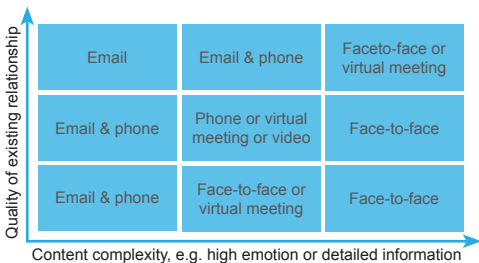 Quality of existing relationship
Email
Email & phone
Faceto-face or
virtual meeting
Email & phone
Phone or virtual
meeting or video
Face-to-face
Email & phone
Face-to-face or
virtual meeting
Face-to-face
Content complexity, e.g. high emotion or detailed information